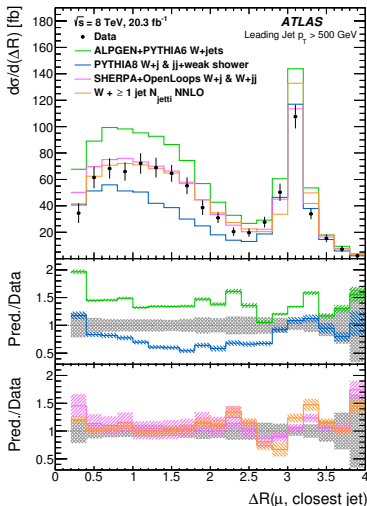 √s = 8 TeV, 20.3 fb⁻¹
ATLAS
Leading Jet p_T > 500 GeV
Data
ALPGEN+PYTHIA6 W+jets
PYTHIA8 W+j & jj+weak shower
SHERPA+OpenLoops W+j & W+jj
W + ≥ 1 jet N_jetti NNLO
dσ/d(ΔR) [fb]
180
160
140
120
100
80
60
40
20
Pred./Data
2
1.5
1
0.5
Pred./Data
2
1.5
1
0.5
0 0.5 1 1.5 2 2.5 3 3.5 4
ΔR(μ, closest jet)